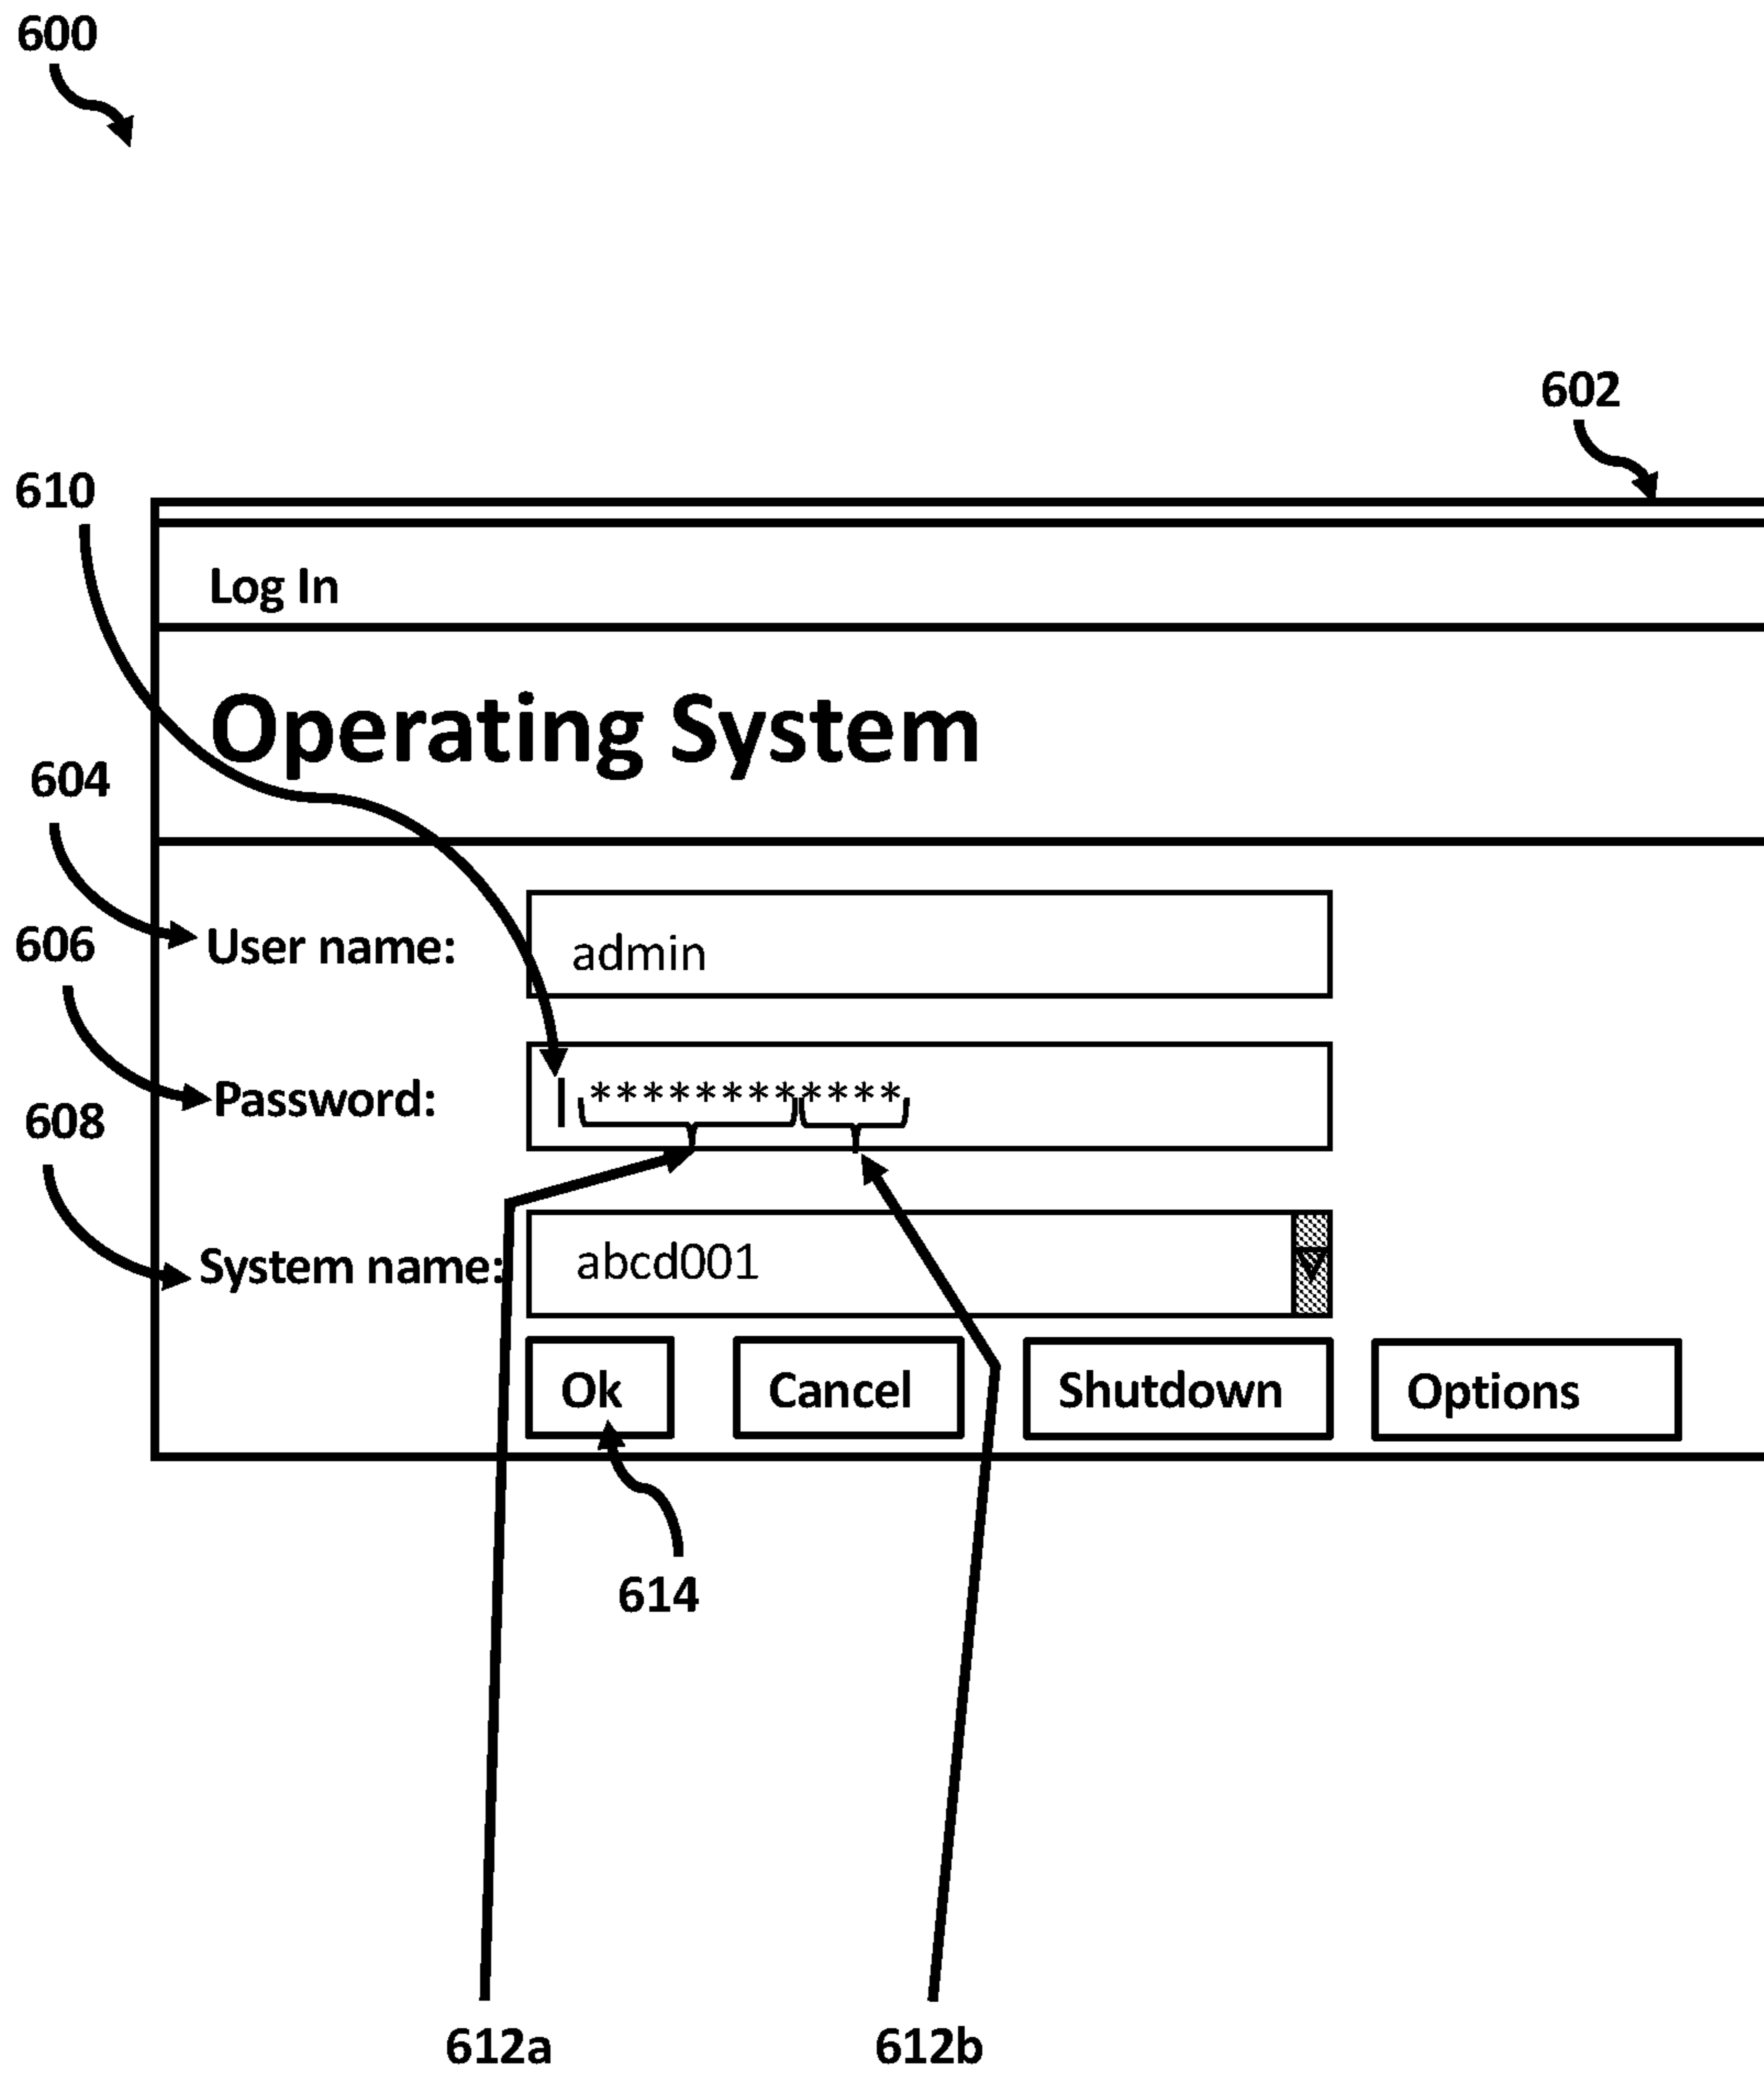 600
602
610
Log In
Operating System
604
User name: admin
606
Password: ************
608
System name: abcd001
Ok Cancel Shutdown Options
614
612a 612b